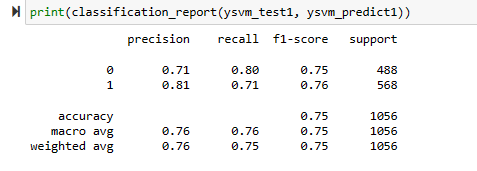 print(classification_report(ysvm_test1, ysvm_predict1))
precision recall f1-score support
0 0.71 0.80 0.75 488
1 0.81 0.71 0.76 568
accuracy 0.75 1056
macro avg 0.76 0.76 0.75 1056
weighted avg 0.76 0.75 0.75 1056